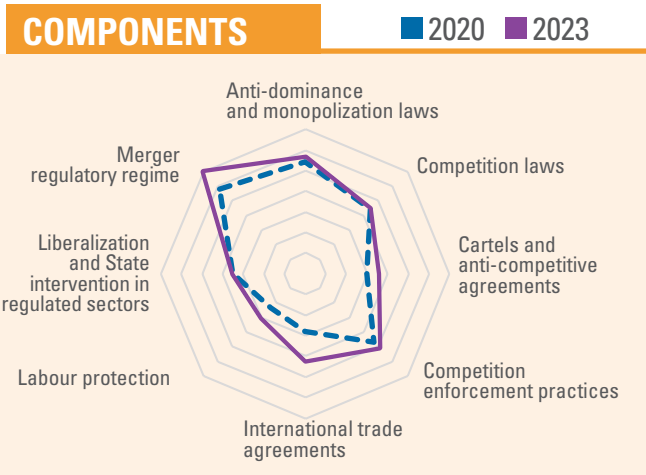 COMPONENTS
2020 2023
Anti-dominance
and monopolization laws
Merger
regulatory regime
Competition laws
Liberalization
and State
intervention in
regulated sectors
Cartels and
anti-competitive
agreements
Labour protection
Competition
enforcement practices
International trade
agreements